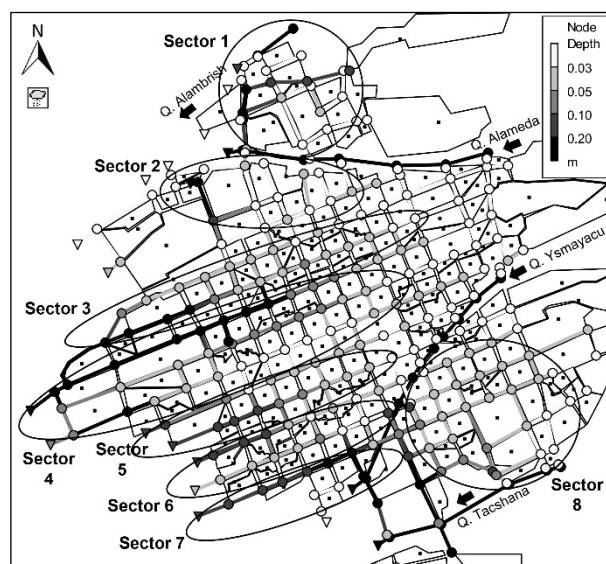 Sector 1
N
Node
Depth
0.03
0.05
0.10
0.20
m
Q. Alambrish
Q. Alameda
Sector 2
Q. Ysmayacu
Sector 3
Sector
4
Sector
5
Sector
6
Sector 7
Q. Tacshana
Sector
8